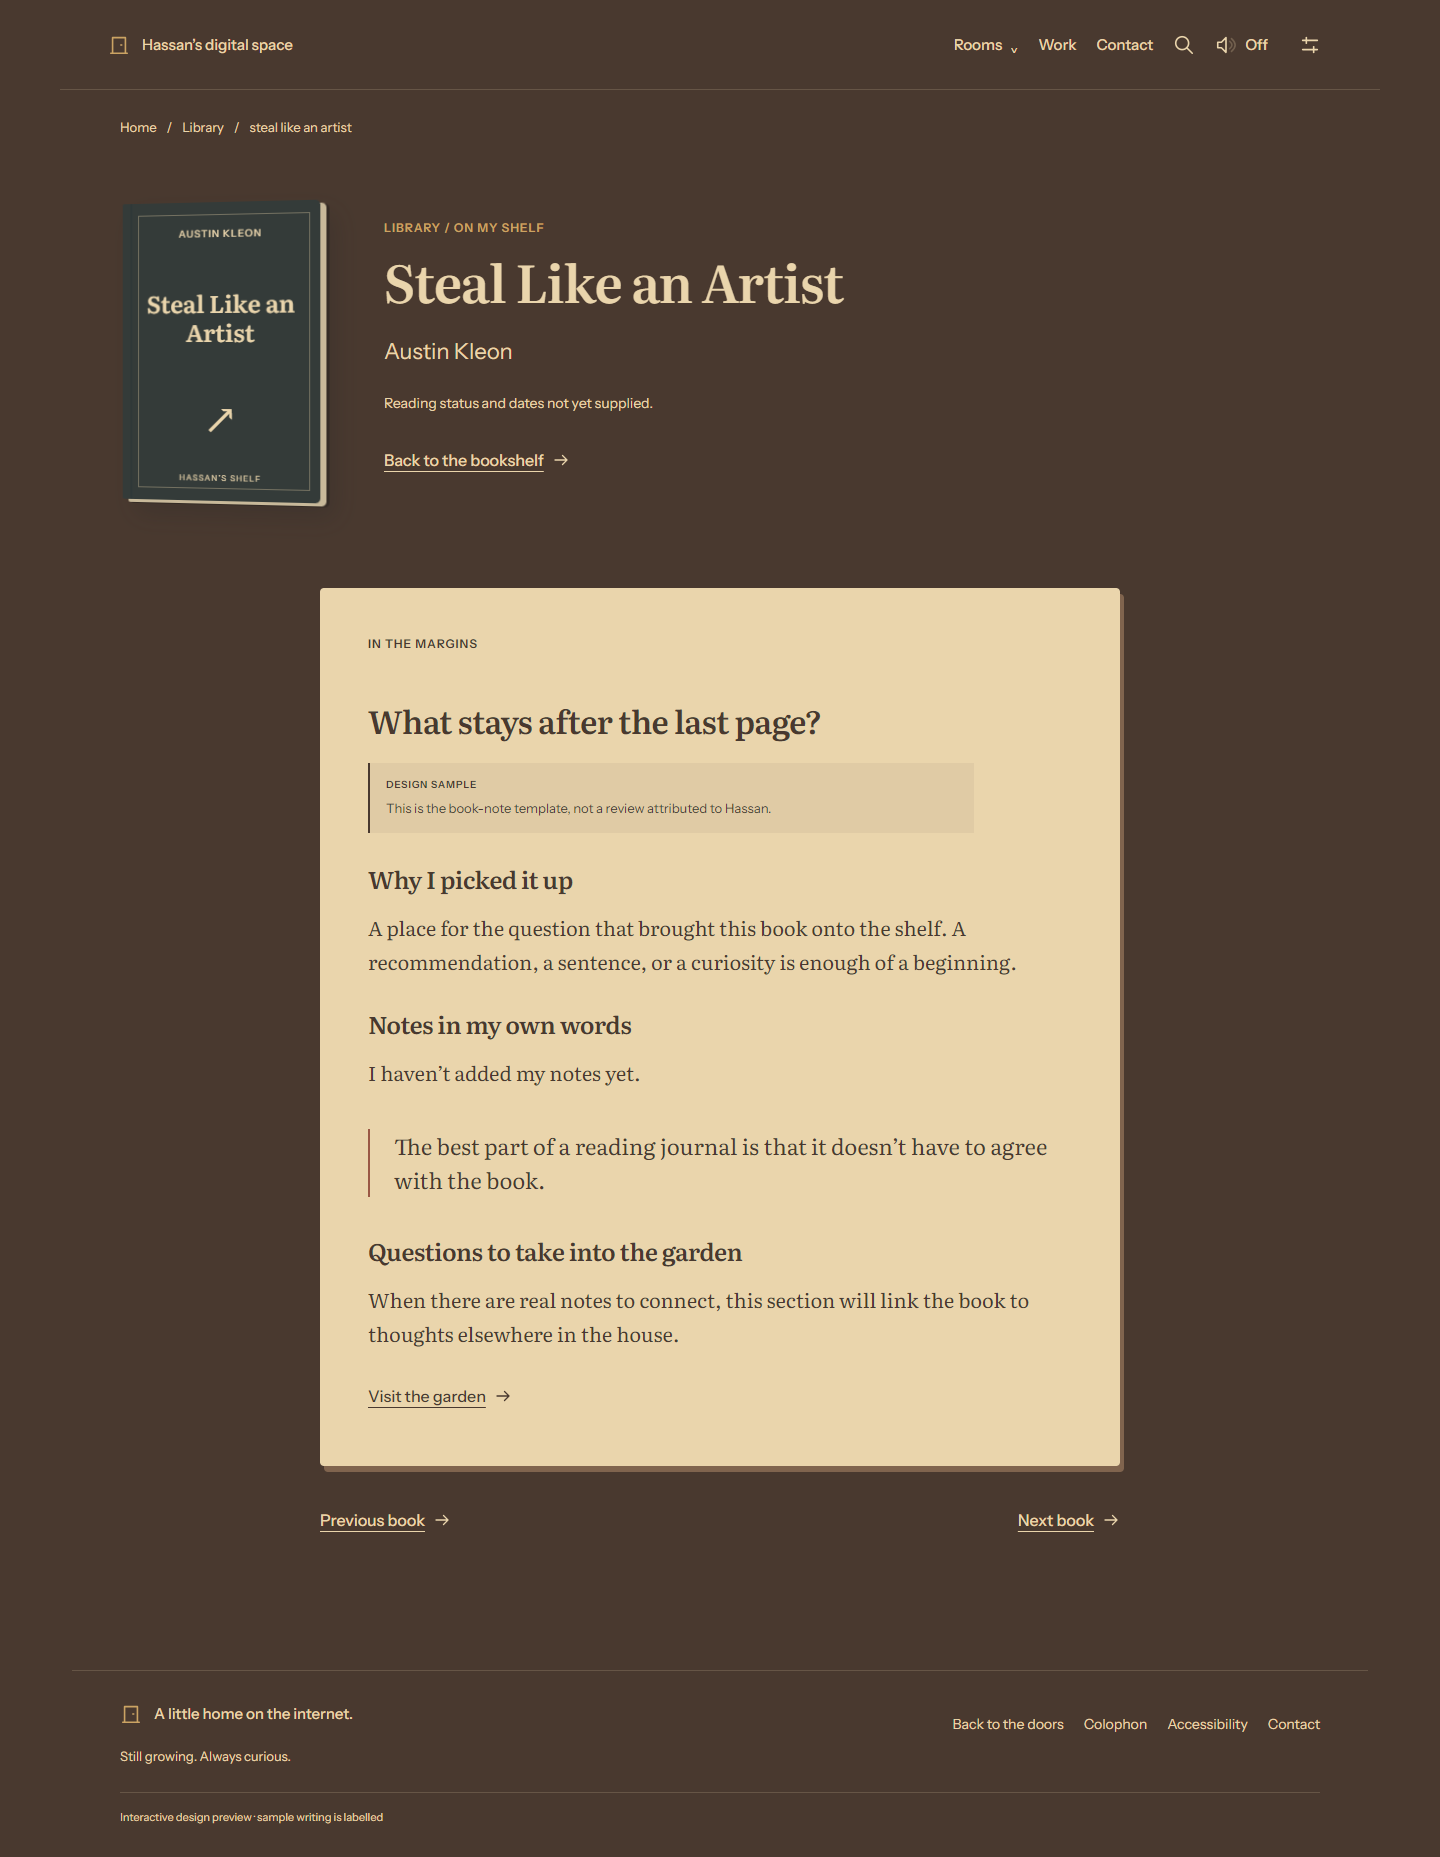 Hassan's digital space
Rooms Work Contact Off
Home / Library / steal like an artist
AUSTIN KLEON
Steal Like an
Artist
HASSAN'S SHELF
LIBRARY / ON MY SHELF
Steal Like an Artist
Austin Kleon
Reading status and dates not yet supplied.
Back to the bookshelf →
IN THE MARGINS
What stays after the last page?
DESIGN SAMPLE
This is the book-note template, not a review attributed to Hassan.
Why I picked it up
A place for the question that brought this book onto the shelf. A
recommendation, a sentence, or a curiosity is enough of a beginning.
Notes in my own words
I haven’t added my notes yet.
The best part of a reading journal is that it doesn’t have to agree
with the book.
Questions to take into the garden
When there are real notes to connect, this section will link the book to
thoughts elsewhere in the house.
Visit the garden →
Previous book →
Next book →
A little home on the internet.
Still growing. Always curious.
Back to the doors Colophon Accessibility Contact
Interactive design preview · sample writing is labelled